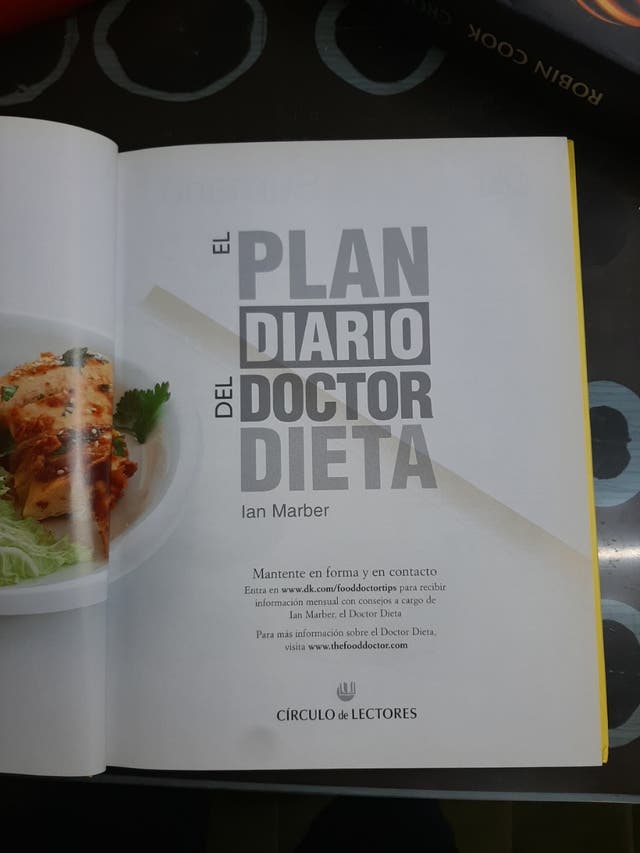 ROBIN COOK
EL
PLAN
DIARIO
DEL
DOCTOR
DIETA
Ian Marber
Mantente en forma y en contacto
Entra en www.dk.com/fooddoctortips para recibir
información mensual con consejos a cargo de
Ian Marber, el Doctor Dieta
Para más información sobre el Doctor Dieta,
visita www.thefooddoctor.com
CÍRCULO de LECTORES